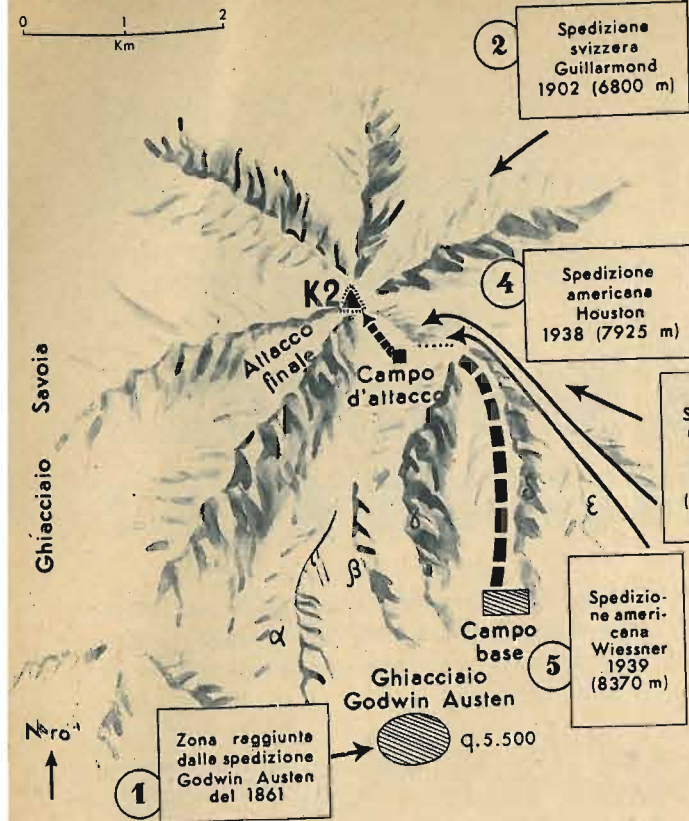 0 1 2
Km
2
Spedizione
svizzera
Guillarmond
1902 (6800 m)
K2
4
Spedizione
americana
Houston
1938 (7925 m)
Attacco
finale
Campo
d'attacco
Ghiacciaio Savoia
S
(
α
β
γ
δ
ε
Campo
base
5
Spedizio-
ne ameri-
cana
Wiessner
1939
(8370 m)
Ghiacciaio
Godwin Austen
q.5.500
1
Zona raggiunta
dalla spedizione
Godwin Austen
del 1861